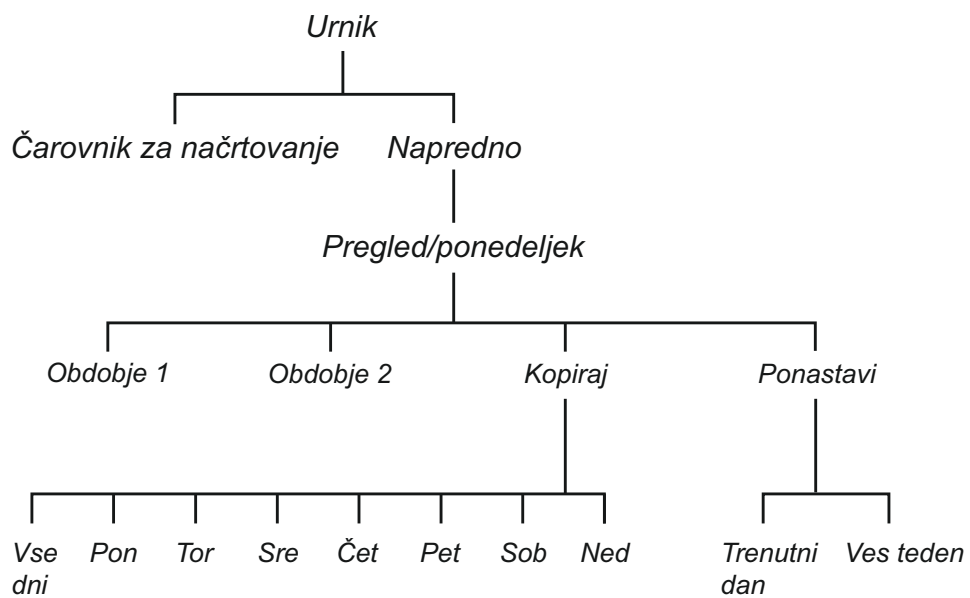 Urnik
Čarovnik za načrtovanje Napredno
Pregled/ponedeljek
Obdobje 1 Obdobje 2 Kopiraj Ponastavi
Vse dni Pon Tor Sre Čet Pet Sob Ned Trenutni dan Ves teden